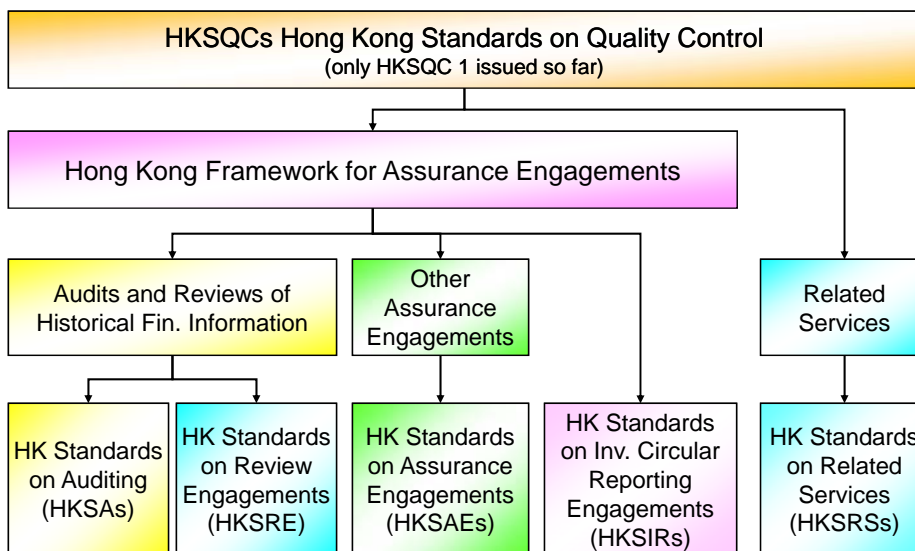 HKSQCs Hong Kong Standards on Quality Control
(only HKSQC 1 issued so far)
Hong Kong Framework for Assurance Engagements
Audits and Reviews of
Historical Fin. Information
Other
Assurance
Engagements
Related
Services
HK Standards
on Auditing
(HKSAs)
HK Standards
on Review
Engagements
(HKSRE)
HK Standards
on Assurance
Engagements
(HKSAEs)
HK Standards
on Inv. Circular
Reporting
Engagements
(HKSIRs)
HK Standards
on Related
Services
(HKSRSs)